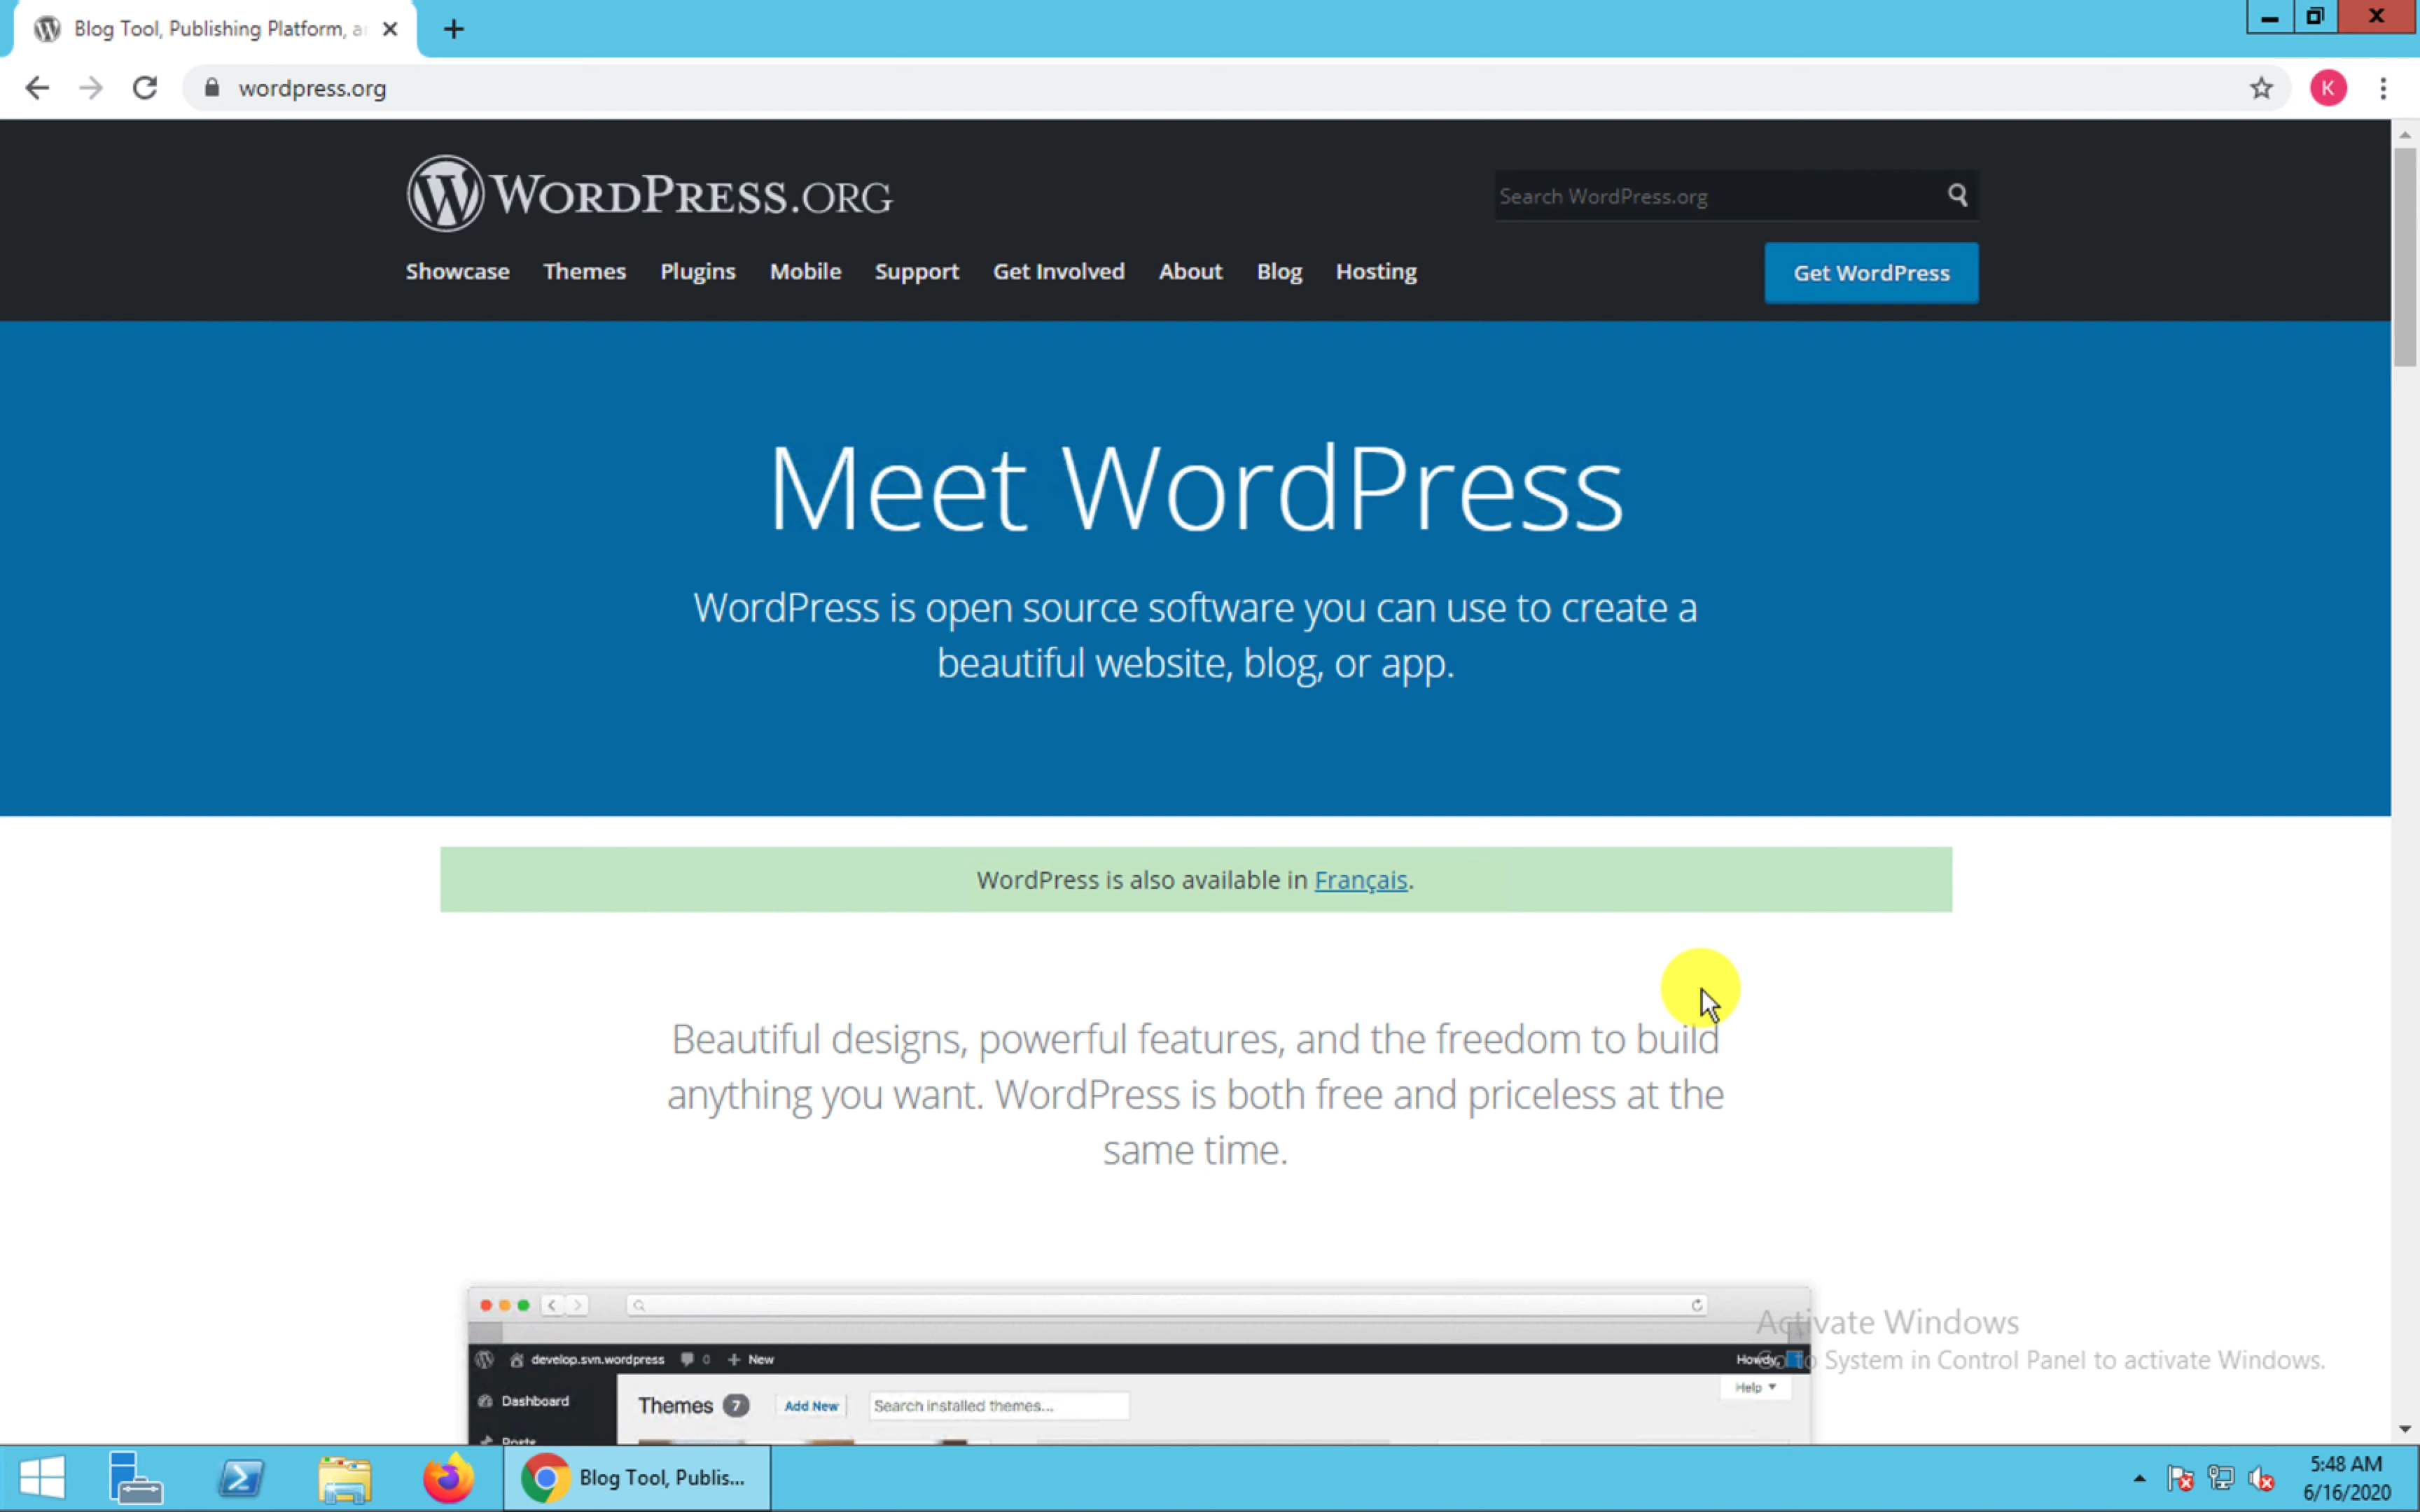 Blog Tool, Publishing Platform, a
wordpress.org
K
WORDPRESS.ORG
Search WordPress.org
Showcase Themes Plugins Mobile Support Get Involved About Blog Hosting
Get WordPress
Meet WordPress
WordPress is open source software you can use to create a
beautiful website, blog, or app.
WordPress is also available in Français.
Beautiful designs, powerful features, and the freedom to build
anything you want. WordPress is both free and priceless at the
same time.
develop.svn.wordpress 0 + New
Howdy,
Help
Dashboard
Themes 7 Add New Search installed themes...
Posts
Activate Windows
Go to System in Control Panel to activate Windows.
Blog Tool, Publis...
5:48 AM
6/16/2020